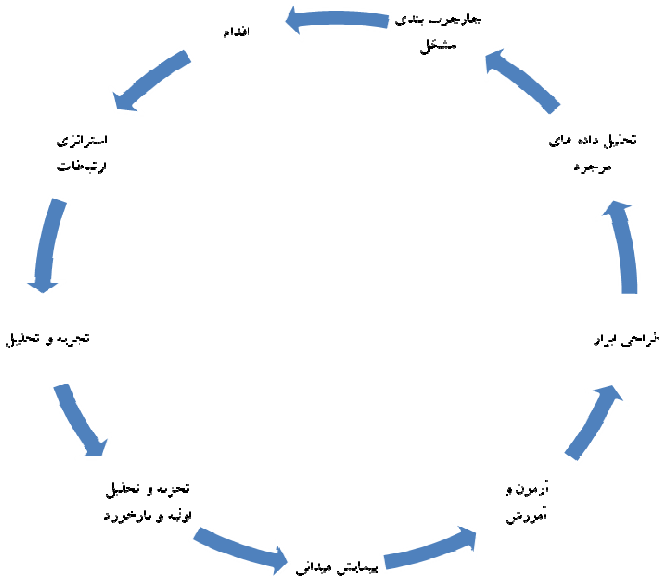 چارچوب بندی
مشکل
اقدام
استراتژی
ارتباطات
تجزیه و تحلیل
تجزیه و تحلیل
اولیه و بازخورد
پیمایش میدانی
آزمون و
آموزش
طراحی ابزار
تحلیل داده های
موجود